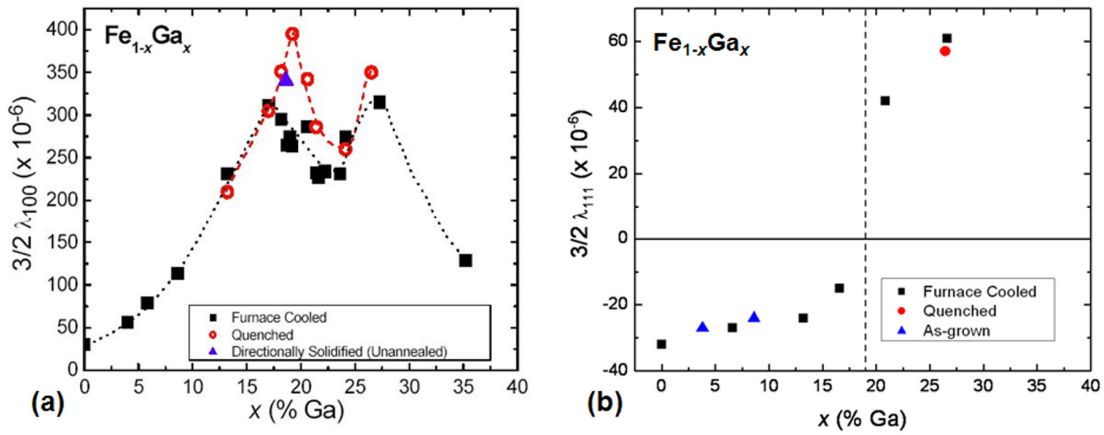 Fe1-xGax
3/2 λ100 (x 10-6)
400
350
300
250
200
150
100
50
0
Furnace Cooled
Quenched
Directionally Solidified (Unannealed)
0 5 10 15 20 25 30 35 40
x (% Ga)
(a)
Fe1-xGax
3/2 λ111 (x 10-6)
60
40
20
0
-20
-40
Furnace Cooled
Quenched
As-grown
0 5 10 15 20 25 30 35 40
x (% Ga)
(b)